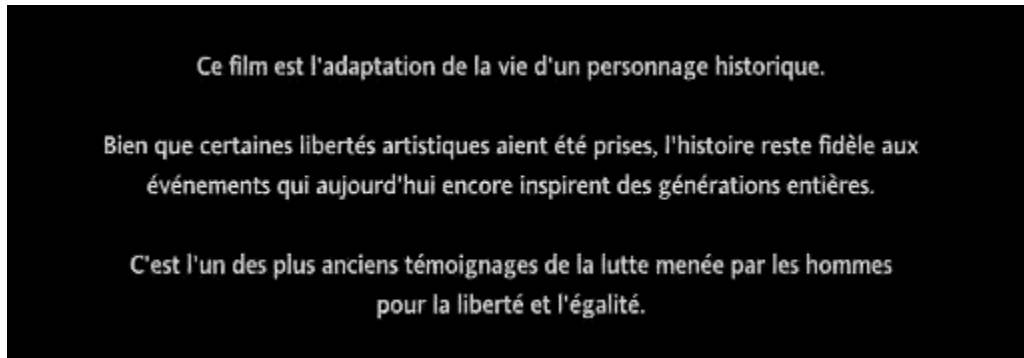 Ce film est l'adaptation de la vie d'un personnage historique.
Bien que certaines libertés artistiques aient été prises, l'histoire reste fidèle aux
événements qui aujourd'hui encore inspirent des générations entières.
C'est l'un des plus anciens témoignages de la lutte menée par les hommes
pour la liberté et l'égalité.